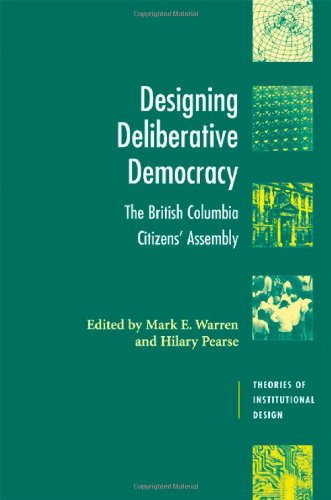 Designing
Deliberative
Democracy
The British Columbia
Citizens' Assembly
Edited by Mark E. Warren
and Hilary Pearse
THEORIES OF
INSTITUTIONAL
DESIGN